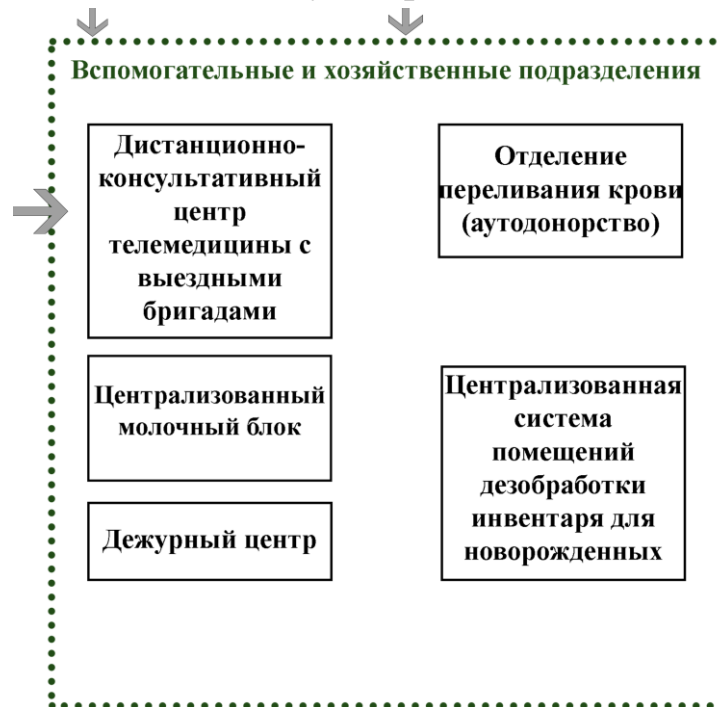 Вспомогательные и хозяйственные подразделения
Дистанционно-
консультативный
центр
телемедицины с
выездными
бригадами
Отделение
переливания крови
(аутодонорство)
Централизованный
молочный блок
Централизованная
система
помещений
дезобработки
инвентаря для
новорожденных
Дежурный центр